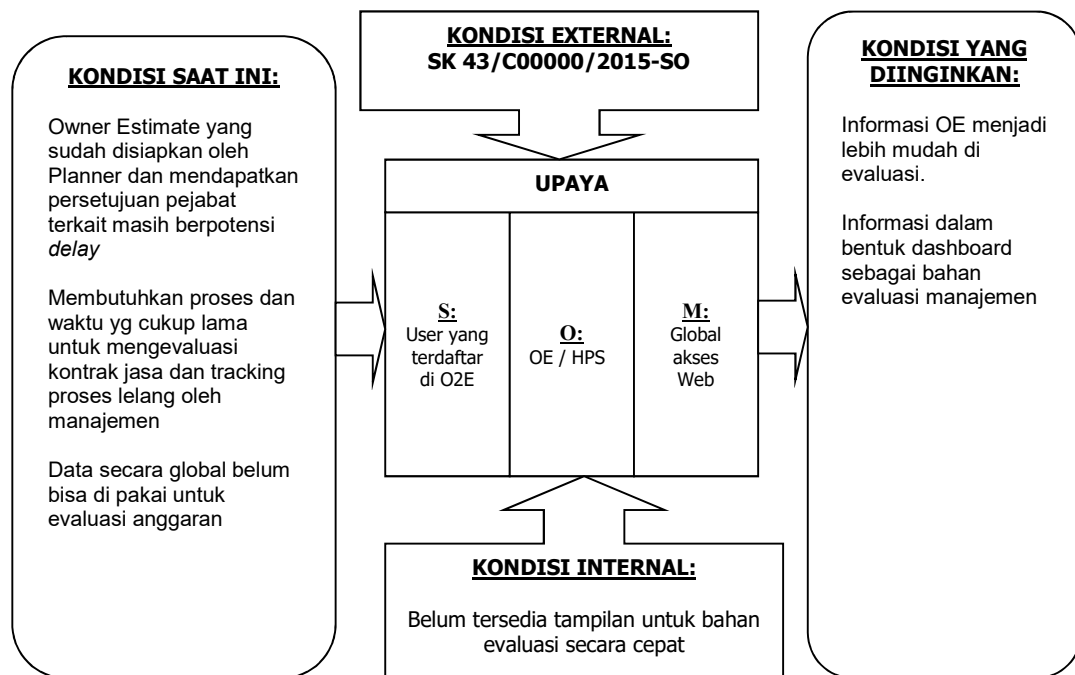 KONDISI SAAT INI:
Owner Estimate yang
sudah disiapkan oleh
Planner dan mendapatkan
persetujuan pejabat
terkait masih berpotensi
delay
Membutuhkan proses dan
waktu yg cukup lama
untuk mengevaluasi
kontrak jasa dan tracking
proses lelang oleh
manajemen
Data secara global belum
bisa di pakai untuk
evaluasi anggaran
KONDISI EXTERNAL:
SK 43/C00000/2015-SO
UPAYA
S:
User yang
terdaftar
di O2E
O:
OE / HPS
M:
Global
akses
Web
KONDISI INTERNAL:
Belum tersedia tampilan untuk bahan
evaluasi secara cepat
KONDISI YANG
DIINGINKAN:
Informasi OE menjadi
lebih mudah di
evaluasi.
Informasi dalam
bentuk dashboard
sebagai bahan
evaluasi manajemen